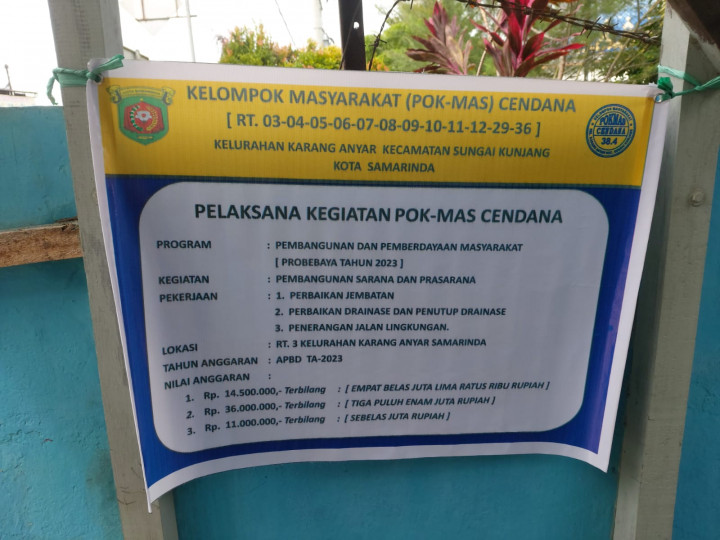 KELOMPOK MASYARAKAT (POK-MAS) CENDANA
[ RT. 03-04-05-06-07-08-09-10-11-12-29-36 ]
KELURAHAN KARANG ANYAR KECAMATAN SUNGAI KUNJANG
KOTA SAMARINDA
POKMAS
CENDANA
38.4
PELAKSANA KEGIATAN POK-MAS CENDANA
PROGRAM : PEMBANGUNAN DAN PEMBERDAYAAN MASYARAKAT
[ PROBEBAYA TAHUN 2023 ]
KEGIATAN : PEMBANGUNAN SARANA DAN PRASARANA
PEKERJAAN : 1. PERBAIKAN JEMBATAN
2. PERBAIKAN DRAINASE DAN PENUTUP DRAINASE
3. PENERANGAN JALAN LINGKUNGAN.
LOKASI : RT. 3 KELURAHAN KARANG ANYAR SAMARINDA
TAHUN ANGGARAN : APBD TA-2023
NILAI ANGGARAN :
1. Rp. 14.500.000,- Terbilang : [ EMPAT BELAS JUTA LIMA RATUS RIBU RUPIAH ]
2. Rp. 36.000.000,- Terbilang : [ TIGA PULUH ENAM JUTA RUPIAH ]
3. Rp. 11.000.000,- Terbilang : [ SEBELAS JUTA RUPIAH ]